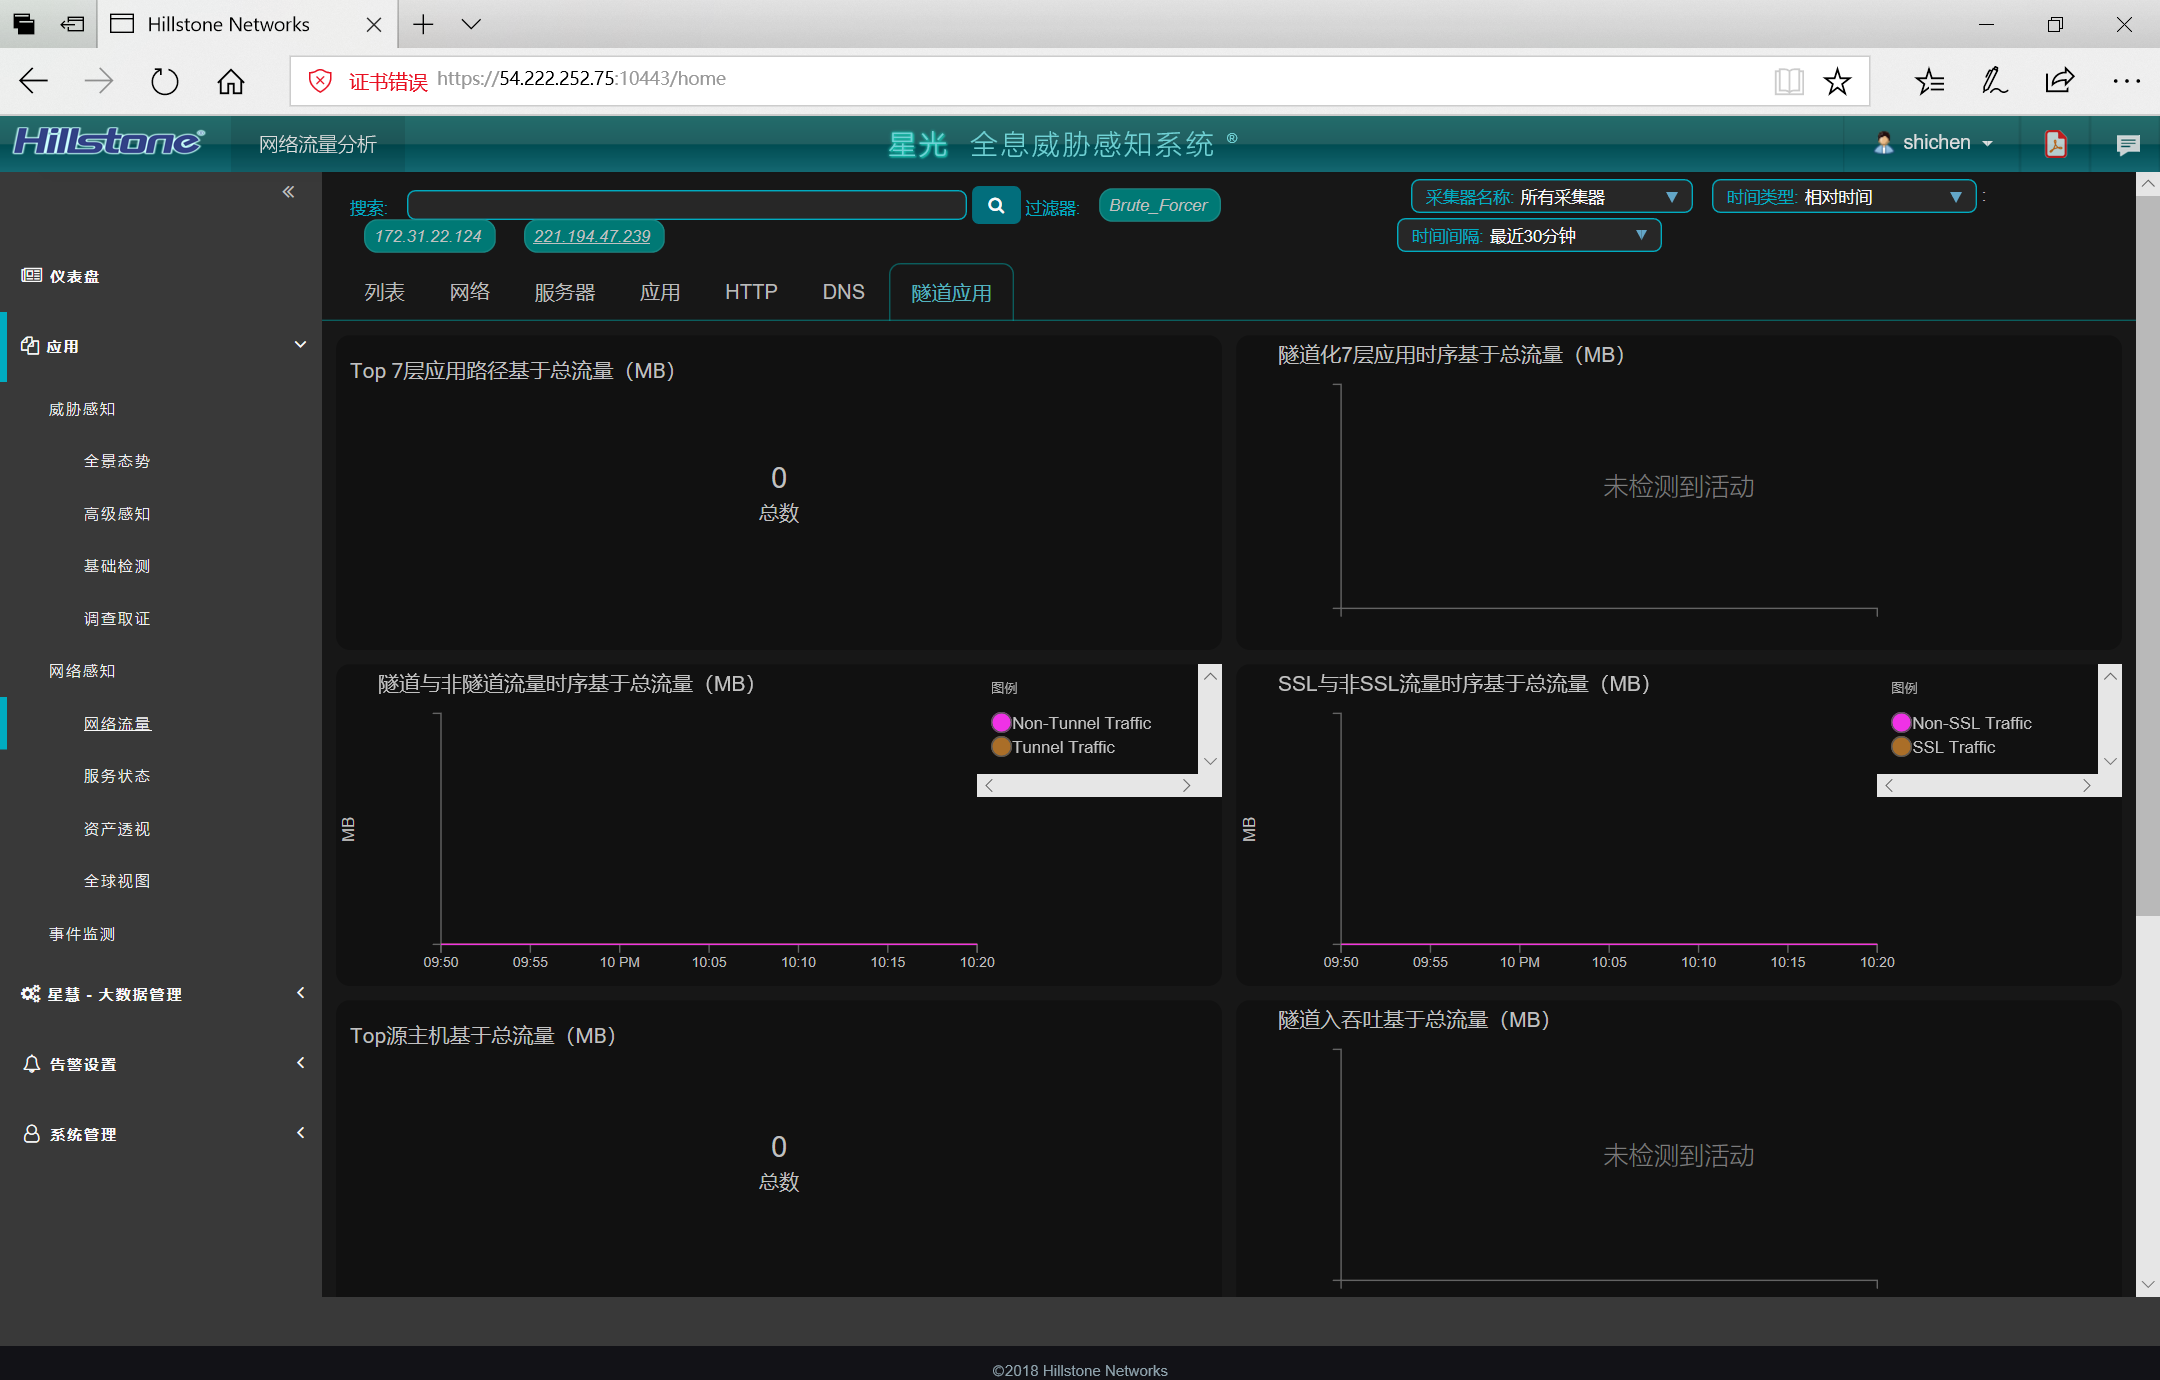 Hillstone Networks
证书错误 https://54.222.252.75:10443/home
Hillstone
网络流量分析
星光 全息威胁感知系统 ®
shichen
搜索:
过滤器:
Brute_Forcer
172.31.22.124
221.194.47.239
采集器名称: 所有采集器
时间类型: 相对时间
:
时间间隔: 最近30分钟
仪表盘
应用
威胁感知
全景态势
高级感知
基础检测
调查取证
网络感知
网络流量
服务状态
资产透视
全球视图
事件监测
星慧 - 大数据管理
告警设置
系统管理
列表 网络 服务器 应用 HTTP DNS 隧道应用
Top 7层应用路径基于总流量（MB）
0
总数
隧道化7层应用时序基于总流量（MB）
未检测到活动
隧道与非隧道流量时序基于总流量（MB）
图例
Non-Tunnel Traffic
Tunnel Traffic
MB
09:50 09:55 10 PM 10:05 10:10 10:15 10:20
SSL与非SSL流量时序基于总流量（MB）
图例
Non-SSL Traffic
SSL Traffic
MB
09:50 09:55 10 PM 10:05 10:10 10:15 10:20
Top源主机基于总流量（MB）
0
总数
隧道入吞吐基于总流量（MB）
未检测到活动
©2018 Hillstone Networks